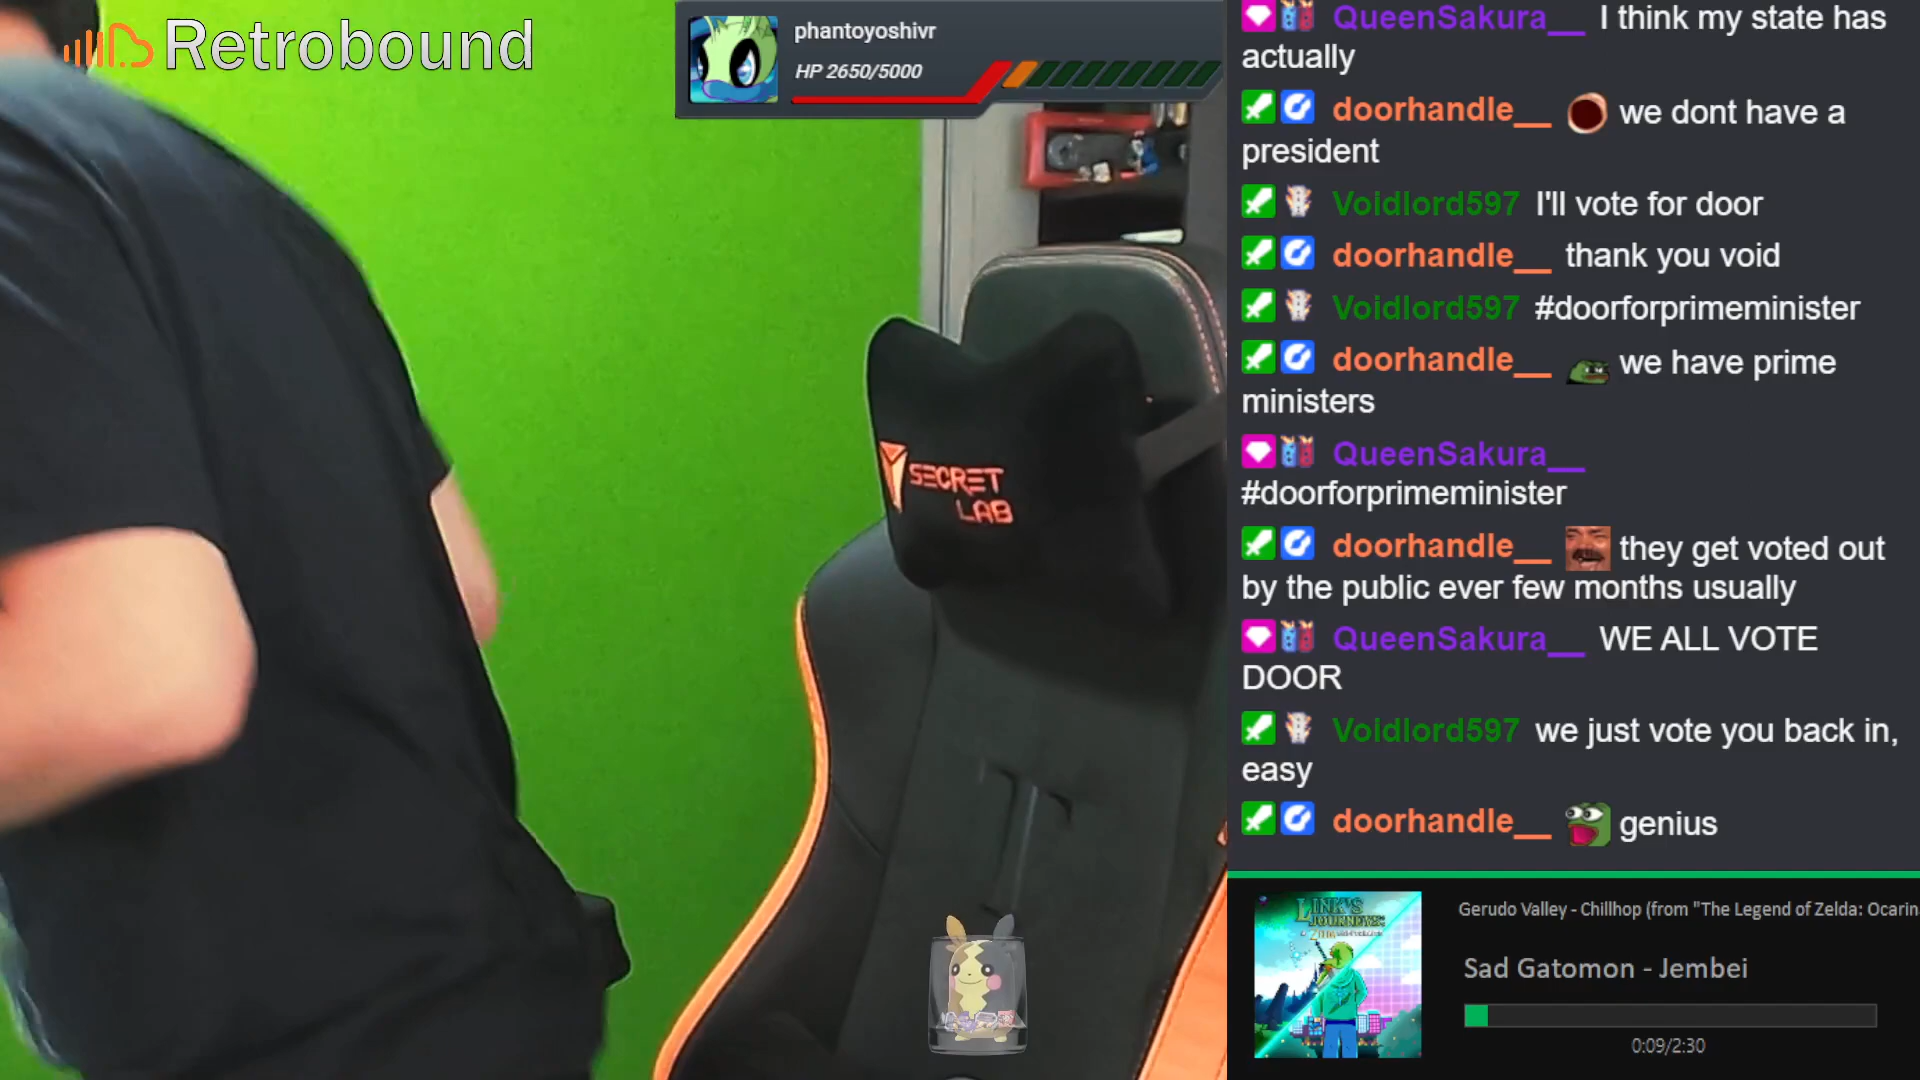 Retrobound
phantoyoshivr
HP 2650/5000
SECRET
LAB
QueenSakura__ I think my state has
actually
doorhandle__ we dont have a
president
Voidlord597 I'll vote for door
doorhandle__ thank you void
Voidlord597 #doorforprimeminister
doorhandle__ we have prime
ministers
QueenSakura__
#doorforprimeminister
doorhandle__ they get voted out
by the public ever few months usually
QueenSakura__ WE ALL VOTE
DOOR
Voidlord597 we just vote you back in,
easy
doorhandle__ genius
LINK'S
JOURNEYS:
Gerudo Valley - Chillhop (from "The Legend of Zelda: Ocarin
Sad Gatomon - Jembei
0:09/2:30